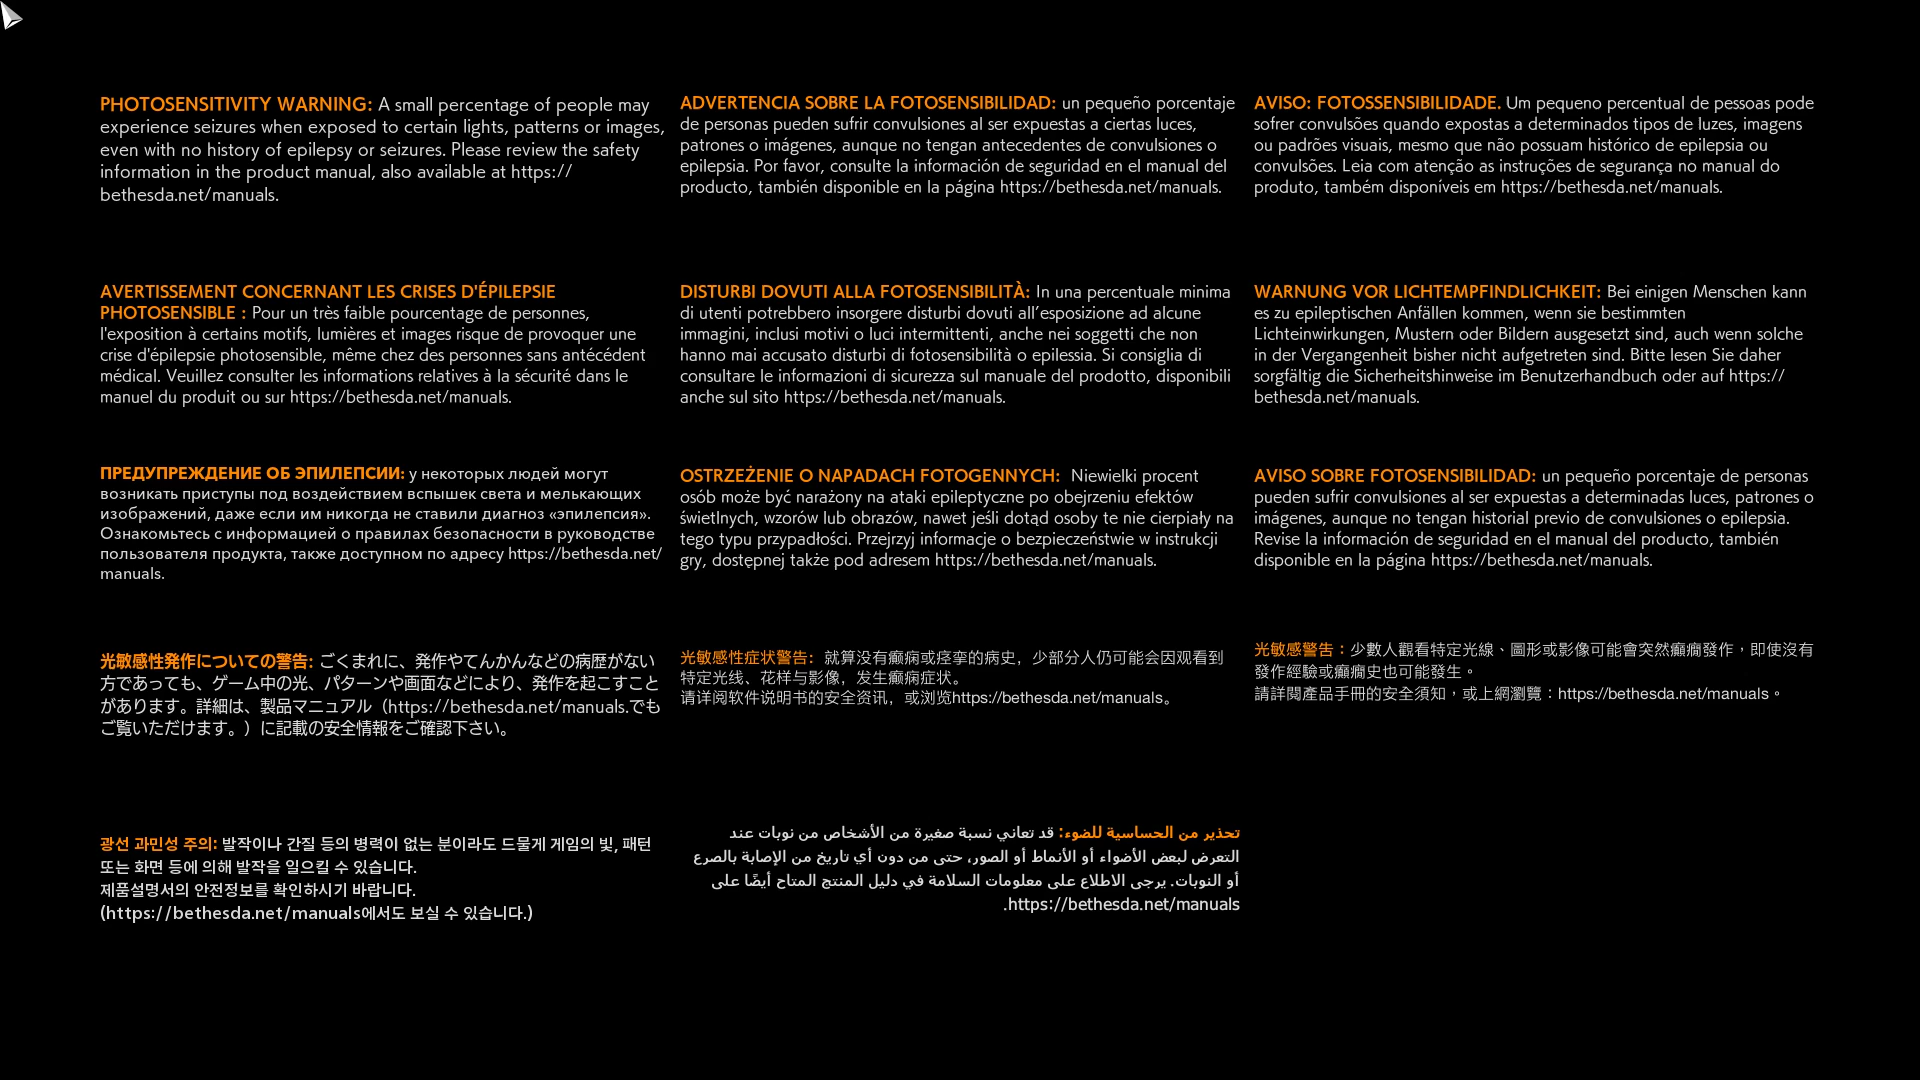 PHOTOSENSITIVITY WARNING: A small percentage of people may
experience seizures when exposed to certain lights, patterns or images,
even with no history of epilepsy or seizures. Please review the safety
information in the product manual, also available at https://
bethesda.net/manuals.
ADVERTENCIA SOBRE LA FOTOSENSIBILIDAD: un pequeño porcentaje
de personas pueden sufrir convulsiones al ser expuestas a ciertas luces,
patrones o imágenes, aunque no tengan antecedentes de convulsiones o
epilepsia. Por favor, consulte la información de seguridad en el manual del
producto, también disponible en la página https://bethesda.net/manuals.
AVISO: FOTOSSENSIBILIDADE. Um pequeno percentual de pessoas pode
sofrer convulsões quando expostas a determinados tipos de luzes, imagens
ou padrões visuais, mesmo que não possuam histórico de epilepsia ou
convulsões. Leia com atenção as instruções de segurança no manual do
produto, também disponíveis em https://bethesda.net/manuals.
AVERTISSEMENT CONCERNANT LES CRISES D'ÉPILEPSIE
PHOTOSENSIBLE : Pour un très faible pourcentage de personnes,
l'exposition à certains motifs, lumières et images risque de provoquer une
crise d'épilepsie photosensible, même chez des personnes sans antécédent
médical. Veuillez consulter les informations relatives à la sécurité dans le
manuel du produit ou sur https://bethesda.net/manuals.
DISTURBI DOVUTI ALLA FOTOSENSIBILITÀ: In una percentuale minima
di utenti potrebbero insorgere disturbi dovuti all’esposizione ad alcune
immagini, inclusi motivi o luci intermittenti, anche nei soggetti che non
hanno mai accusato disturbi di fotosensibilità o epilessia. Si consiglia di
consultare le informazioni di sicurezza sul manuale del prodotto, disponibili
anche sul sito https://bethesda.net/manuals.
WARNUNG VOR LICHTEMPFINDLICHKEIT: Bei einigen Menschen kann
es zu epileptischen Anfällen kommen, wenn sie bestimmten
Lichteinwirkungen, Mustern oder Bildern ausgesetzt sind, auch wenn solche
in der Vergangenheit bisher nicht aufgetreten sind. Bitte lesen Sie daher
sorgfältig die Sicherheitshinweise im Benutzerhandbuch oder auf https://
bethesda.net/manuals.
ПРЕДУПРЕЖДЕНИЕ ОБ ЭПИЛЕПСИИ: у некоторых людей могут
возникать приступы под воздействием вспышек света и мелькающих
изображений, даже если им никогда не ставили диагноз «эпилепсия».
Ознакомьтесь с информацией о правилах безопасности в руководстве
пользователя продукта, также доступном по адресу https://bethesda.net/
manuals.
OSTRZEŻENIE O NAPADACH FOTOGENNYCH:  Niewielki procent
osób może być narażony na ataki epileptyczne po obejrzeniu efektów
świetlnych, wzorów lub obrazów, nawet jeśli dotąd osoby te nie cierpiały na
tego typu przypadłości. Przejrzyj informacje o bezpieczeństwie w instrukcji
gry, dostępnej także pod adresem https://bethesda.net/manuals.
AVISO SOBRE FOTOSENSIBILIDAD: un pequeño porcentaje de personas
pueden sufrir convulsiones al ser expuestas a determinadas luces, patrones o
imágenes, aunque no tengan historial previo de convulsiones o epilepsia.
Revise la información de seguridad en el manual del producto, también
disponible en la página https://bethesda.net/manuals.
光敏感性発作についての警告: ごくまれに、発作やてんかんなどの病歴がない
方であっても、ゲーム中の光、パターンや画面などにより、発作を起こすこと
があります。詳細は、製品マニュアル（https://bethesda.net/manuals.でも
ご覧いただけます。）に記載の安全情報をご確認下さい。
光敏感性症状警告：就算没有癫痫或痉挛的病史，少部分人仍可能会因观看到
特定光线、花样与影像，发生癫痫症状。
请详阅软件说明书的安全资讯，或浏览https://bethesda.net/manuals。
光敏感警告：少數人觀看特定光線、圖形或影像可能會突然癲癇發作，即使沒有
發作經驗或癲癇史也可能發生。
請詳閱產品手冊的安全須知，或上網瀏覽：https://bethesda.net/manuals。
광선 과민성 주의: 발작이나 간질 등의 병력이 없는 분이라도 드물게 게임의 빛, 패턴
또는 화면 등에 의해 발작을 일으킬 수 있습니다.
제품설명서의 안전정보를 확인하시기 바랍니다.
(https://bethesda.net/manuals에서도 보실 수 있습니다.)
تحذير من الحساسية للضوء: قد تعاني نسبة صغيرة من الأشخاص من نوبات عند
التعرض لبعض الأضواء أو الأنماط أو الصور، حتى من دون أي تاريخ من الإصابة بالصرع
أو النوبات. يرجى الاطلاع على معلومات السلامة في دليل المنتج المتاح أيضًا على
https://bethesda.net/manuals.